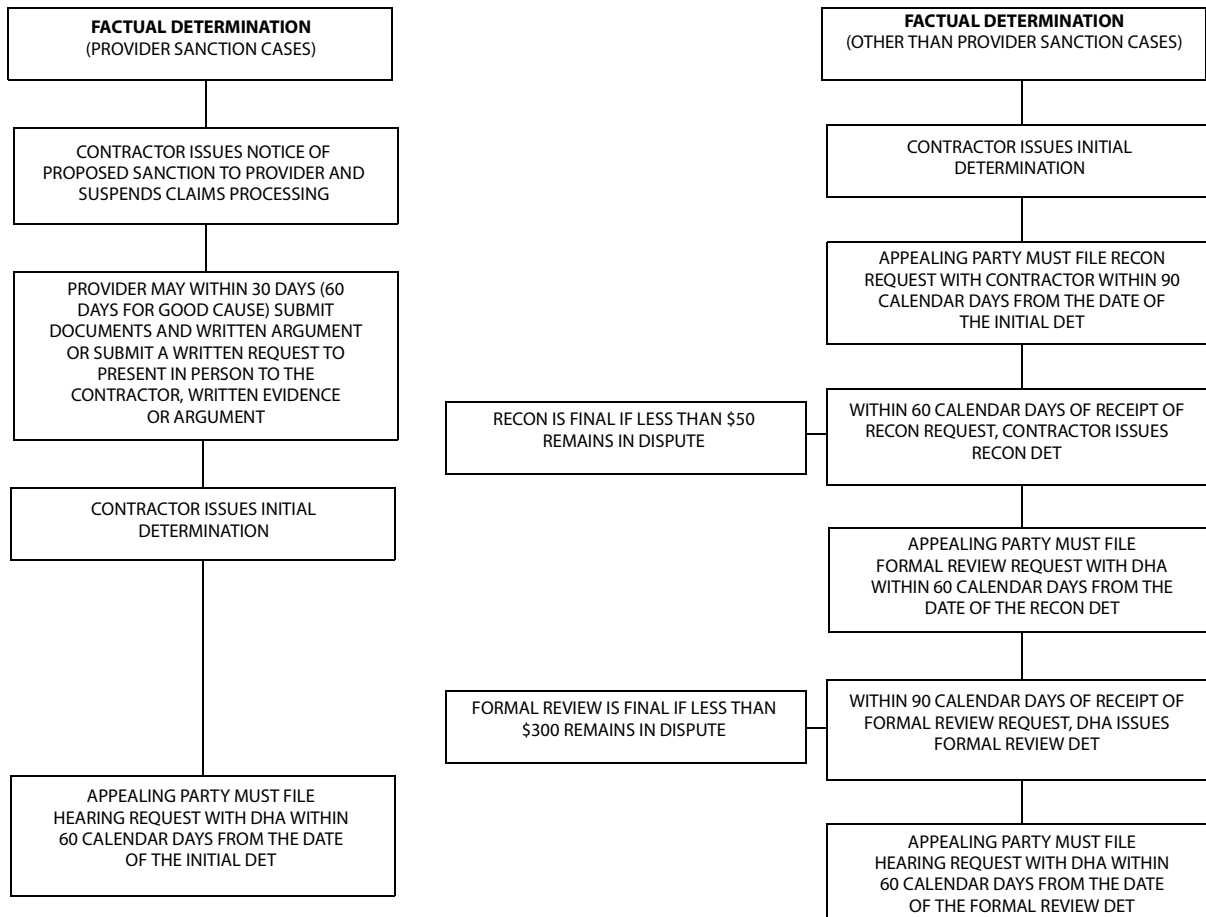 FACTUAL DETERMINATION
(PROVIDER SANCTION CASES)
CONTRACTOR ISSUES NOTICE OF
PROPOSED SANCTION TO PROVIDER AND
SUSPENDS CLAIMS PROCESSING
PROVIDER MAY WITHIN 30 DAYS (60
DAYS FOR GOOD CAUSE) SUBMIT
DOCUMENTS AND WRITTEN ARGUMENT
OR SUBMIT A WRITTEN REQUEST TO
PRESENT IN PERSON TO THE
CONTRACTOR, WRITTEN EVIDENCE
OR ARGUMENT
CONTRACTOR ISSUES INITIAL
DETERMINATION
APPEALING PARTY MUST FILE
HEARING REQUEST WITH DHA WITHIN
60 CALENDAR DAYS FROM THE DATE
OF THE INITIAL DET
FACTUAL DETERMINATION
(OTHER THAN PROVIDER SANCTION CASES)
CONTRACTOR ISSUES INITIAL
DETERMINATION
APPEALING PARTY MUST FILE RECON
REQUEST WITH CONTRACTOR WITHIN 90
CALENDAR DAYS FROM THE DATE OF
THE INITIAL DET
RECON IS FINAL IF LESS THAN $50
REMAINS IN DISPUTE
WITHIN 60 CALENDAR DAYS OF RECEIPT OF
RECON REQUEST, CONTRACTOR ISSUES
RECON DET
APPEALING PARTY MUST FILE
FORMAL REVIEW REQUEST WITH DHA
WITHIN 60 CALENDAR DAYS FROM THE
DATE OF THE RECON DET
FORMAL REVIEW IS FINAL IF LESS THAN
$300 REMAINS IN DISPUTE
WITHIN 90 CALENDAR DAYS OF RECEIPT OF
FORMAL REVIEW REQUEST, DHA ISSUES
FORMAL REVIEW DET
APPEALING PARTY MUST FILE
HEARING REQUEST WITH DHA WITHIN
60 CALENDAR DAYS FROM THE DATE
OF THE FORMAL REVIEW DET